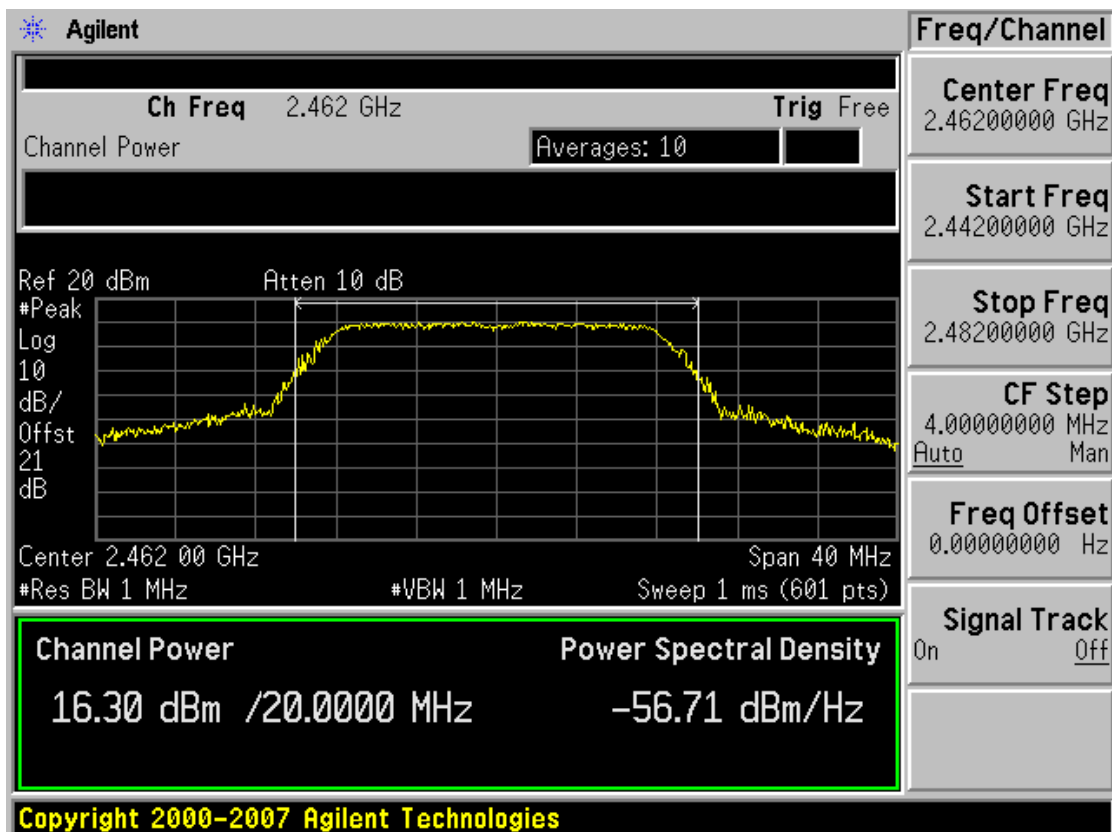 Agilent
Freq/Channel
Ch Freq 2.462 GHz Trig Free
Channel Power Averages: 10
Ref 20 dBm Atten 10 dB
#Peak
Log
10
dB/
Offst
21
dB
Center 2.462 00 GHz Span 40 MHz
#Res BW 1 MHz #VBW 1 MHz Sweep 1 ms (601 pts)
Channel Power Power Spectral Density
16.30 dBm /20.0000 MHz -56.71 dBm/Hz
Center Freq
2.46200000 GHz
Start Freq
2.44200000 GHz
Stop Freq
2.48200000 GHz
CF Step
4.00000000 MHz
Auto Man
Freq Offset
0.00000000 Hz
Signal Track
On Off
Copyright 2000-2007 Agilent Technologies